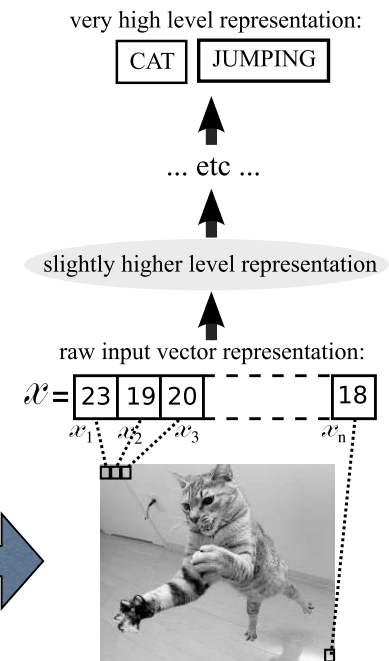 very high level representation:
CAT JUMPING
... etc ...
slightly higher level representation
raw input vector representation:
x = 23 19 20 18
x1 x2 x3 xn